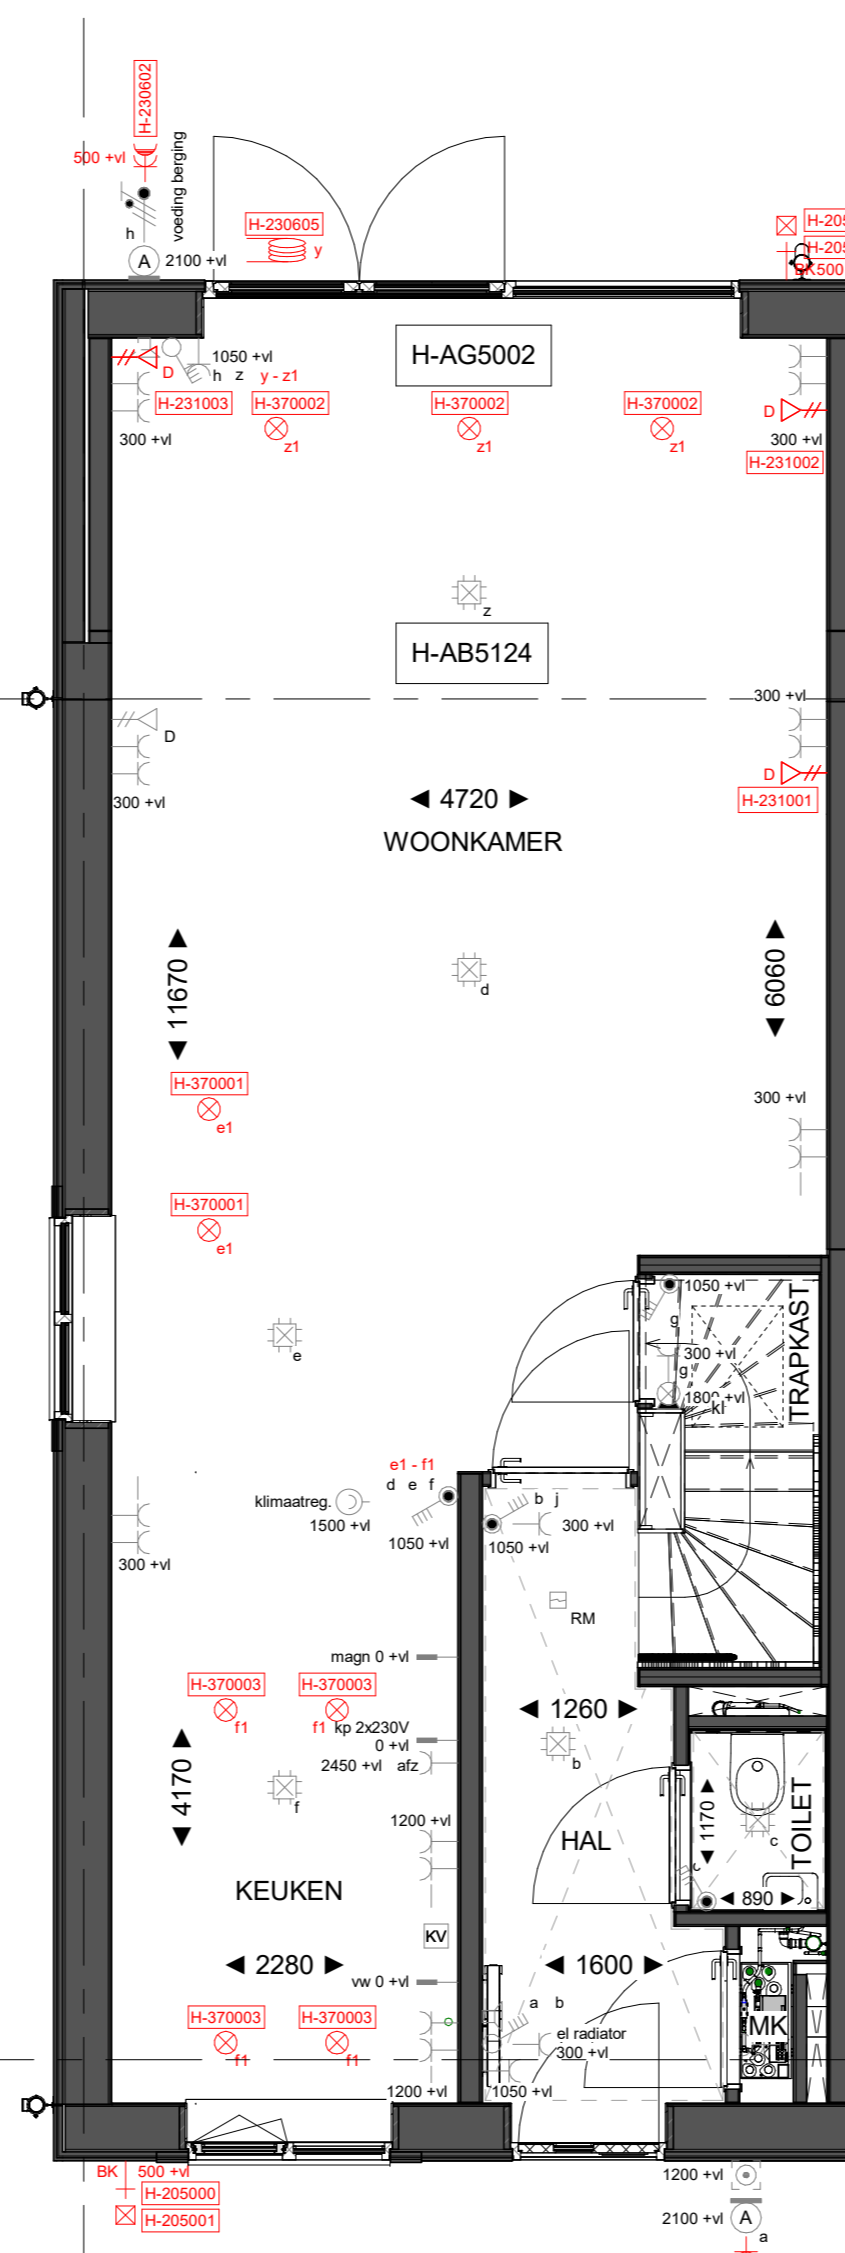 H-230602
500 +vl
voeding berging
h
A
2100 +vl
H-230605
y
H-205
H-205
BK500
H-AG5002
1050 +vl
D
h z y - z1
H-231003
H-370002
H-370002
H-370002
z1
z1
z1
D
300 +vl
300 +vl
H-231002
z
H-AB5124
300 +vl
D
300 +vl
D
H-231001
4720
WOONKAMER
11670
6060
d
H-370001
e1
300 +vl
H-370001
e1
e
1050 +vl
g
300 +vl
g
1800 +vl
kl
TRAPKAST
e1 - f1
d e f
klimaatreg.
1500 +vl
1050 +vl
b j
300 +vl
1050 +vl
300 +vl
RM
magn 0 +vl
H-370003
H-370003
f1
f1
kp 2x230V
0 +vl
2450 +vl afz
1260
b
4170
f
1200 +vl
HAL
1170
TOILET
c
c
890
KEUKEN
KV
2280
1600
vw 0 +vl
H-370003
H-370003
f1
f1
a b
el radiator
300 +vl
MK
1200 +vl
1050 +vl
BK 500 +vl
H-205000
H-205001
1200 +vl
2100 +vl
A
a